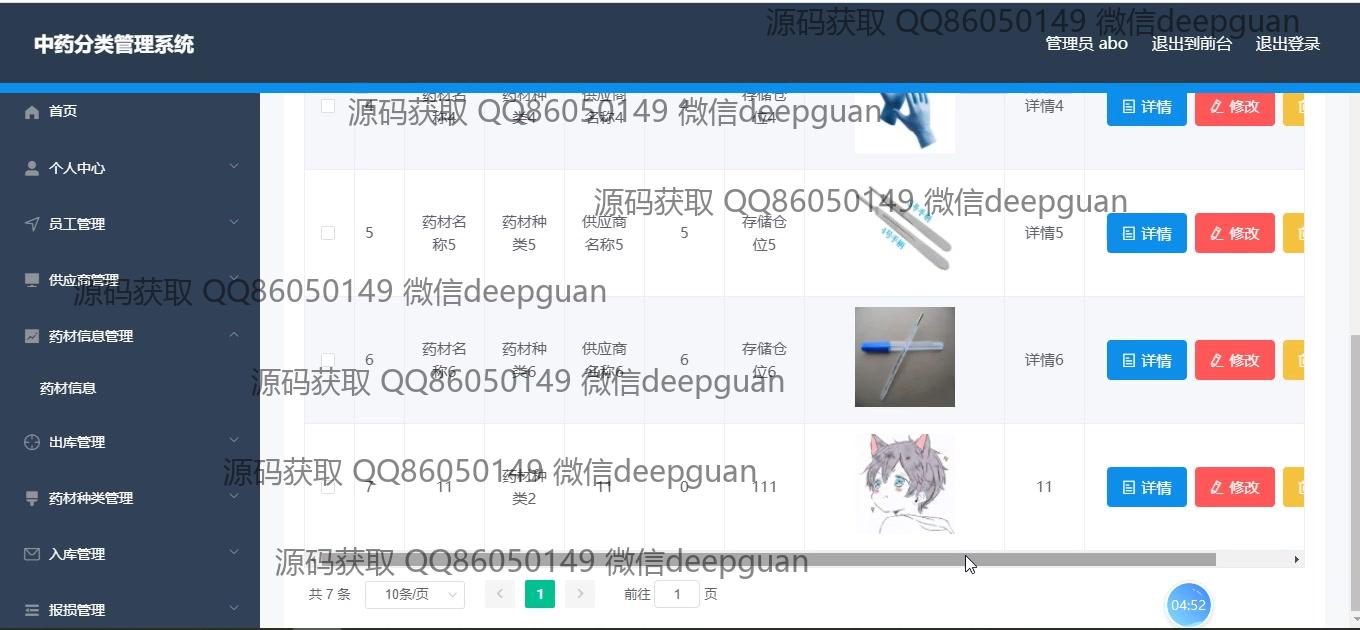 源码获取 QQ86050149 微信deepguan
中药分类管理系统
管理员 abo 退出到前台 退出登录
首页
药材名称4 药材种类4 供应商名称4 4 存储仓位4 详情4 详情 修改
源码获取 QQ86050149 微信deepguan
个人中心
源码获取 QQ86050149 微信deepguan
员工管理
5 药材名称5 药材种类5 供应商名称5 5 存储仓位5 详情5 详情 修改
4号手柄
供应商管理
源码获取 QQ86050149 微信deepguan
药材信息管理
6 药材名称6 药材种类6 供应商名称6 6 存储仓位6 详情6 详情 修改
药材信息
源码获取 QQ86050149 微信deepguan
出库管理
源码获取 QQ86050149 微信deepguan
7 11 药材种类2 11 0 111 11 详情 修改
药材种类管理
入库管理
源码获取 QQ86050149 微信deepguan
共 7 条 10条/页 1 前往 1 页
报损管理
04:52